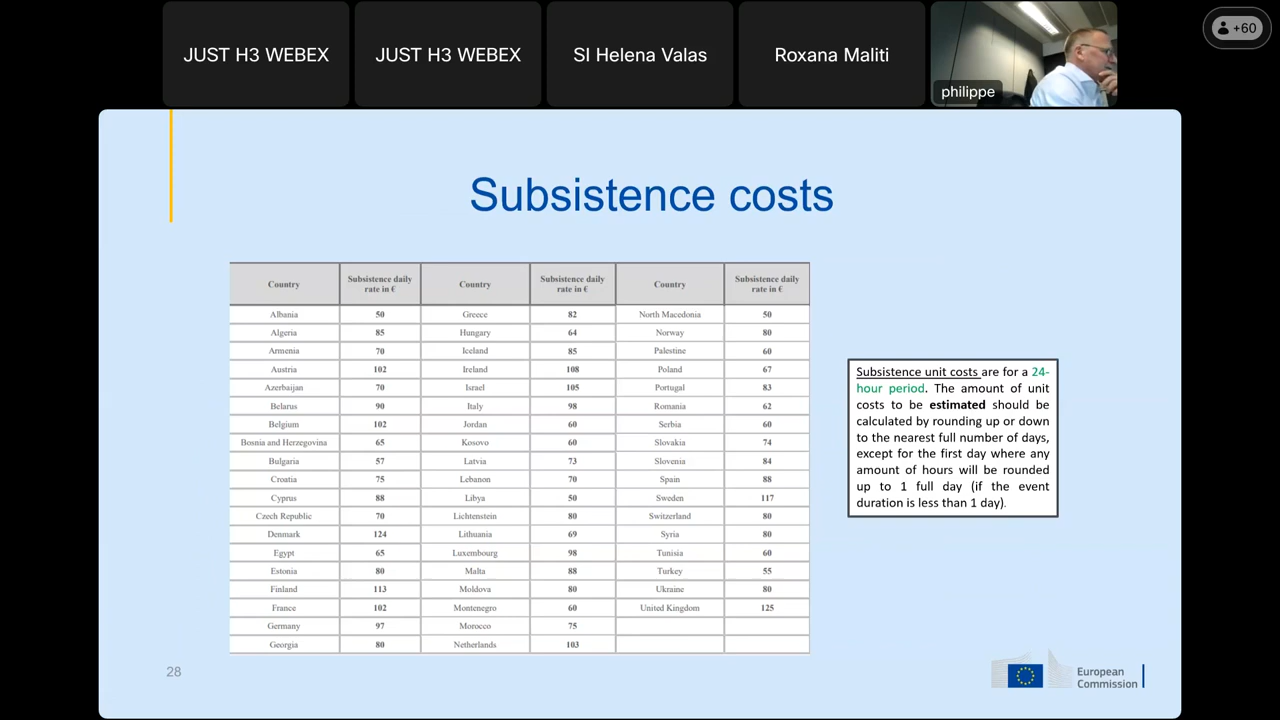 JUST H3 WEBEX
JUST H3 WEBEX
SI Helena Valas
Roxana Maliti
philippe
+60
Subsistence costs
Country Subsistence daily rate in € Country Subsistence daily rate in € Country Subsistence daily rate in €
Albania 50 Greece 82 North Macedonia 50
Algeria 85 Hungary 64 Norway 80
Armenia 70 Iceland 85 Palestine 60
Austria 102 Ireland 108 Poland 67
Azerbaijan 70 Israel 105 Portugal 83
Belarus 90 Italy 98 Romania 62
Belgium 102 Jordan 60 Serbia 60
Bosnia and Herzegovina 65 Kosovo 60 Slovakia 74
Bulgaria 57 Latvia 73 Slovenia 84
Croatia 75 Lebanon 70 Spain 88
Cyprus 88 Libya 50 Sweden 117
Czech Republic 70 Lichtenstein 80 Switzerland 80
Denmark 124 Lithuania 69 Syria 80
Egypt 65 Luxembourg 98 Tunisia 60
Estonia 80 Malta 88 Turkey 55
Finland 113 Moldova 80 Ukraine 80
France 102 Montenegro 60 United Kingdom 125
Germany 97 Morocco 75
Georgia 80 Netherlands 103
Subsistence unit costs are for a 24-
hour period. The amount of unit
costs to be estimated should be
calculated by rounding up or down
to the nearest full number of days,
except for the first day where any
amount of hours will be rounded
up to 1 full day (if the event
duration is less than 1 day).
28
European
Commission